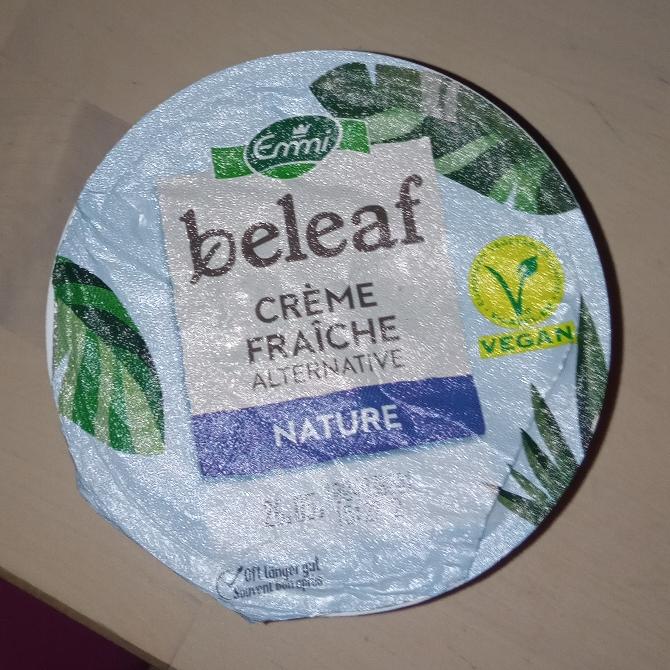 Emmi
beleaf
CRÈME
FRAÎCHE
ALTERNATIVE
VEGAN
NATURE
Oft länger gut
Souvent bon après